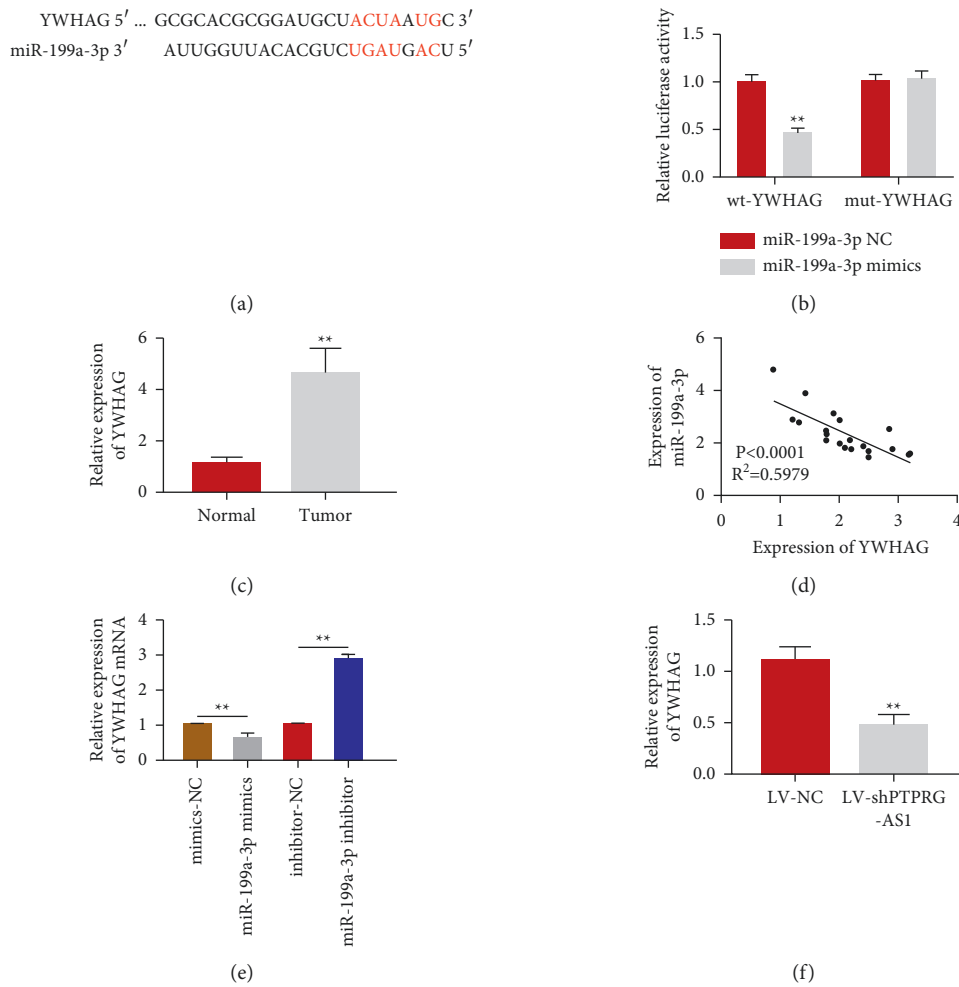 YWHAG 5′ ... GCGCACGCGGAUGCUACUAAUGC 3′
miR-199a-3p 3′ AUUGGUUACACGUCUGAUGACU 5′
(a)
Relative luciferase activity
1.5
1.0
0.5
0.0
**
wt-YWHAG mut-YWHAG
miR-199a-3p NC
miR-199a-3p mimics
(b)
Relative expression
of YWHAG
6
4
2
0
**
Normal Tumor
(c)
Expression of
miR-199a-3p
6
4
2
0
P<0.0001
R²=0.5979
0 1 2 3 4
Expression of YWHAG
(d)
Relative expression
of YWHAG mRNA
4
3
2
1
0
**
**
mimics-NC
miR-199a-3p mimics
inhibitor-NC
miR-199a-3p inhibitor
(e)
Relative expression
of YWHAG
1.5
1.0
0.5
0.0
**
LV-NC LV-shPTPRG
-AS1
(f)